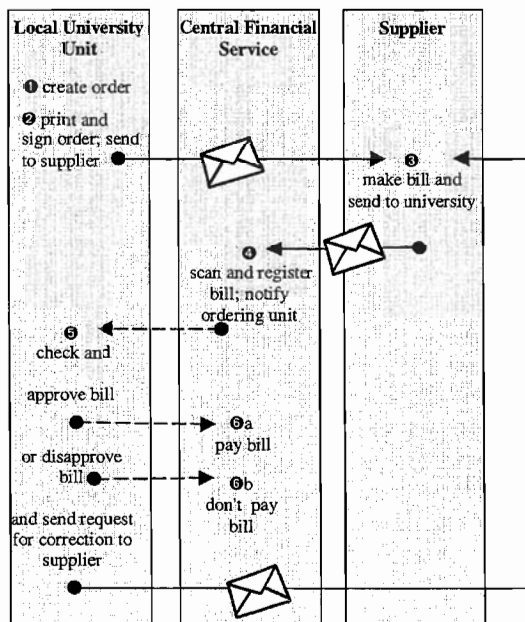 Local University
Unit
Central Financial
Service
Supplier
❶ create order
❷ print and
sign order; send
to supplier
❸
make bill and
send to university
❹
scan and register
bill; notify
ordering unit
❺
check and
approve bill
❻a
pay bill
or disapprove
bill
❻b
don't pay
bill
and send request
for correction to
supplier